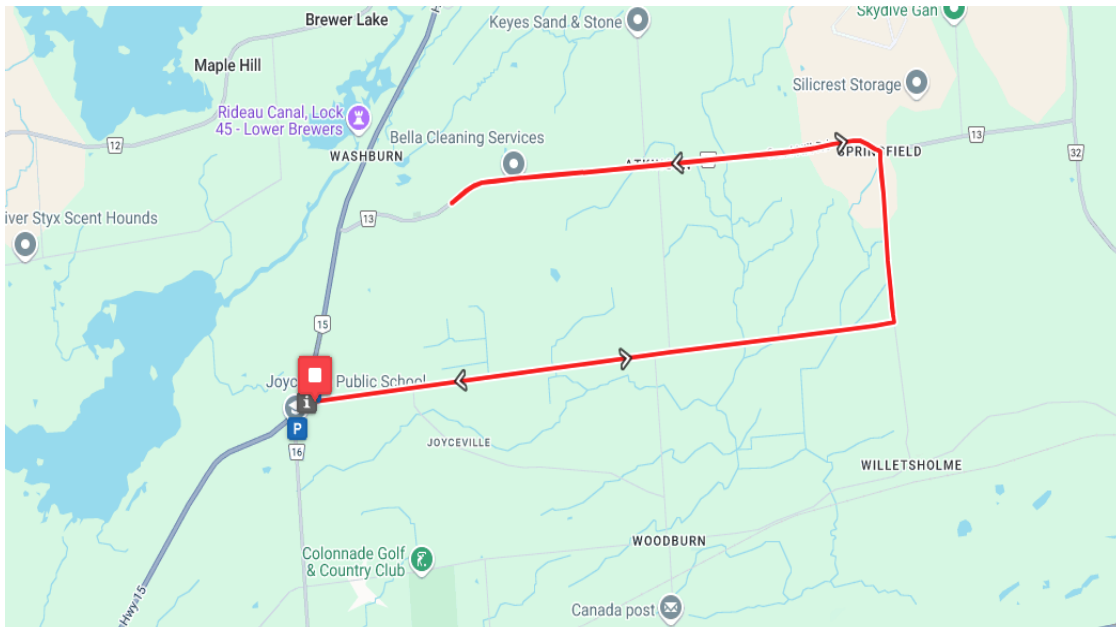 Skydive Gan
Brewer Lake
Keyes Sand & Stone
Maple Hill
Silicrest Storage
Rideau Canal, Lock
45 - Lower Brewers
Bella Cleaning Services
12
13
WASHBURN
32
SPRINGFIELD
iver Styx Scent Hounds
13
15
Public School
i
P
JOYCEVILLE
16
WILLETSHOLME
WOODBURN
Colonnade Golf
& Country Club
Hwy 15
Canada post